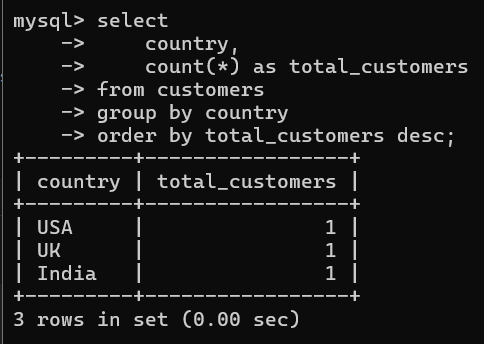 mysql> select
    ->     country,
    ->     count(*) as total_customers
    -> from customers
    -> group by country
    -> order by total_customers desc;
+---------+-----------------+
| country | total_customers |
+---------+-----------------+
| USA     |               1 |
| UK      |               1 |
| India   |               1 |
+---------+-----------------+
3 rows in set (0.00 sec)